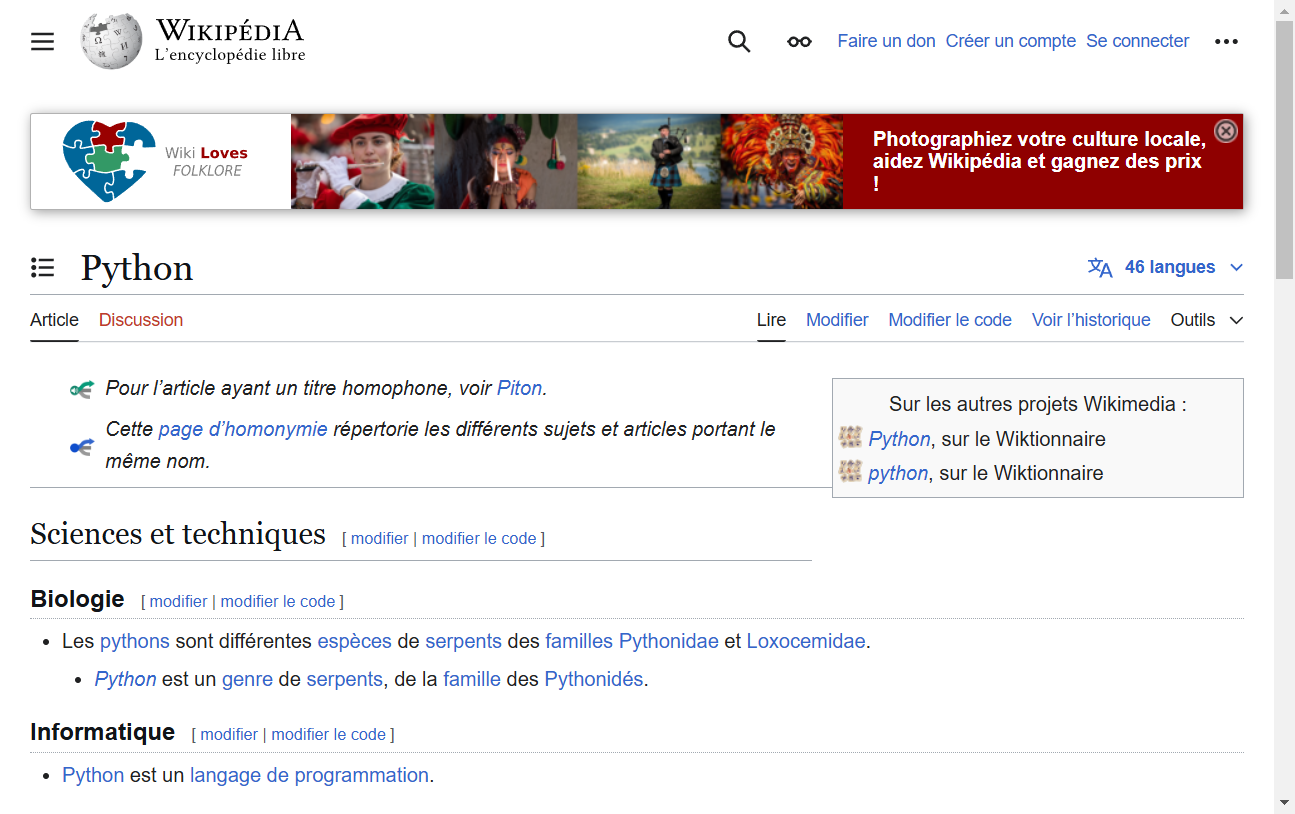 WIKIPÉDIA
L'encyclopédie libre
Faire un don Créer un compte Se connecter
Wiki Loves
FOLKLORE
Photographiez votre culture locale,
aidez Wikipédia et gagnez des prix
!
Python
46 langues
Article Discussion
Lire Modifier Modifier le code Voir l’historique Outils
Pour l’article ayant un titre homophone, voir Piton.
Cette page d’homonymie répertorie les différents sujets et articles portant le
même nom.
Sur les autres projets Wikimedia :
Python, sur le Wiktionnaire
python, sur le Wiktionnaire
Sciences et techniques [ modifier | modifier le code ]
Biologie [ modifier | modifier le code ]
Les pythons sont différentes espèces de serpents des familles Pythonidae et Loxocemidae.
Python est un genre de serpents, de la famille des Pythonidés.
Informatique [ modifier | modifier le code ]
Python est un langage de programmation.